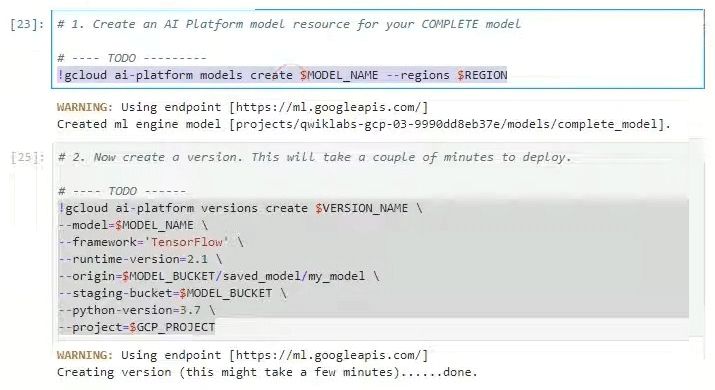 [23]: # 1. Create an AI Platform model resource for your COMPLETE model
# ---- TODO ---------
!gcloud ai-platform models create $MODEL_NAME --regions $REGION
WARNING: Using endpoint [https://ml.googleapis.com/]
Created ml engine model [projects/qwiklabs-gcp-03-9990dd8eb37e/models/complete_model].
[25]: # 2. Now create a version. This will take a couple of minutes to deploy.
# ---- TODO ------
!gcloud ai-platform versions create $VERSION_NAME \
--model=$MODEL_NAME \
--framework='TensorFlow' \
--runtime-version=2.1 \
--origin=$MODEL_BUCKET/saved_model/my_model \
--staging-bucket=$MODEL_BUCKET \
--python-version=3.7 \
--project=$GCP_PROJECT
WARNING: Using endpoint [https://ml.googleapis.com/]
Creating version (this might take a few minutes)......done.